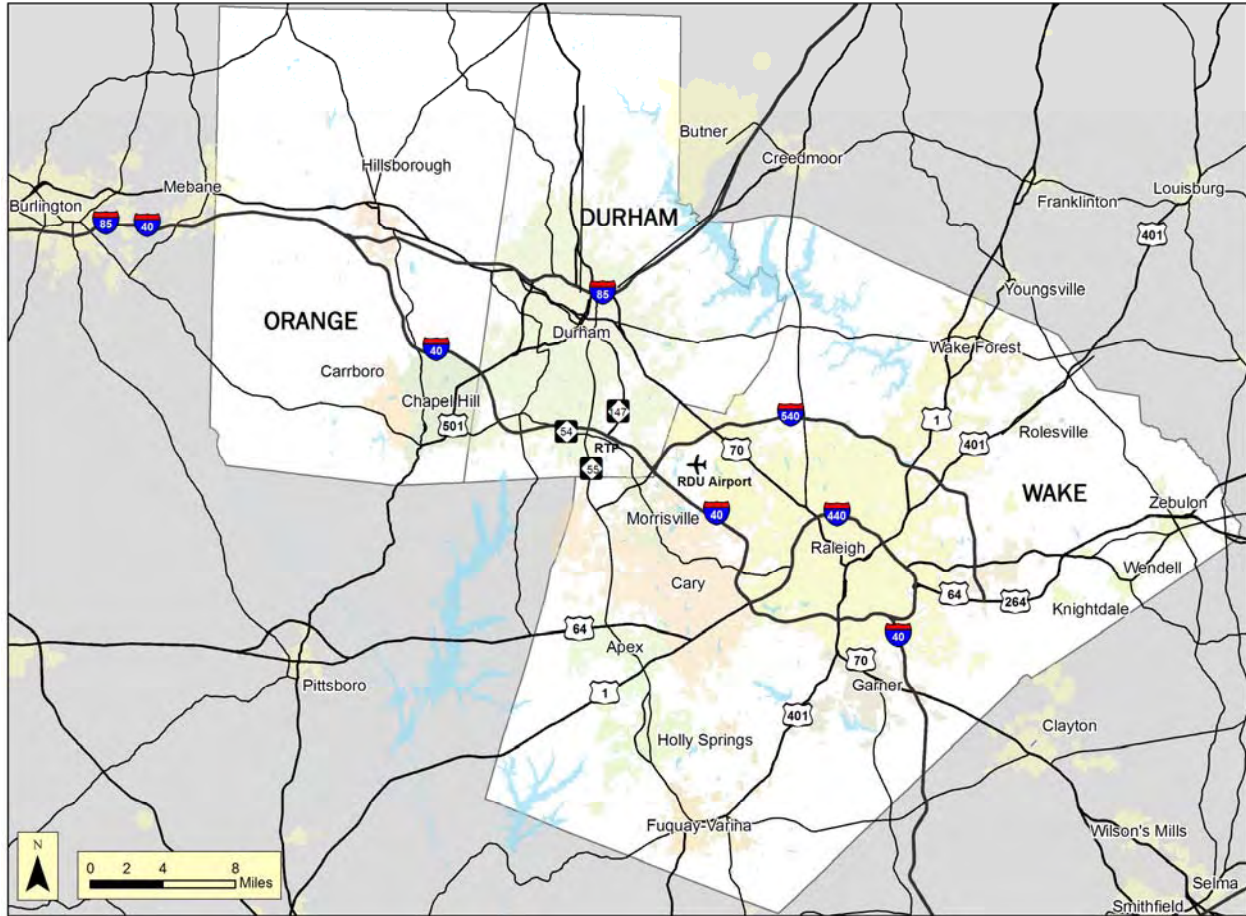 Butner
Creedmoor
Hillsborough
Mebane
Louisburg
Burlington
Franklinton
DURHAM
85
40
401
Youngsville
85
ORANGE
Durham
40
Wake Forest
Carrboro
Chapel Hill
147
540
1
501
54
70
401
Rolesville
RTP
55
RDU Airport
WAKE
Zebulon
Morrisville
40
440
Raleigh
Wendell
Cary
64
264
Knightdale
64
40
Apex
70
Pittsboro
Garner
1
401
Clayton
Holly Springs
Fuquay-Varina
Wilson's Mills
N
0 4 8
Miles
Selma
Smithfield